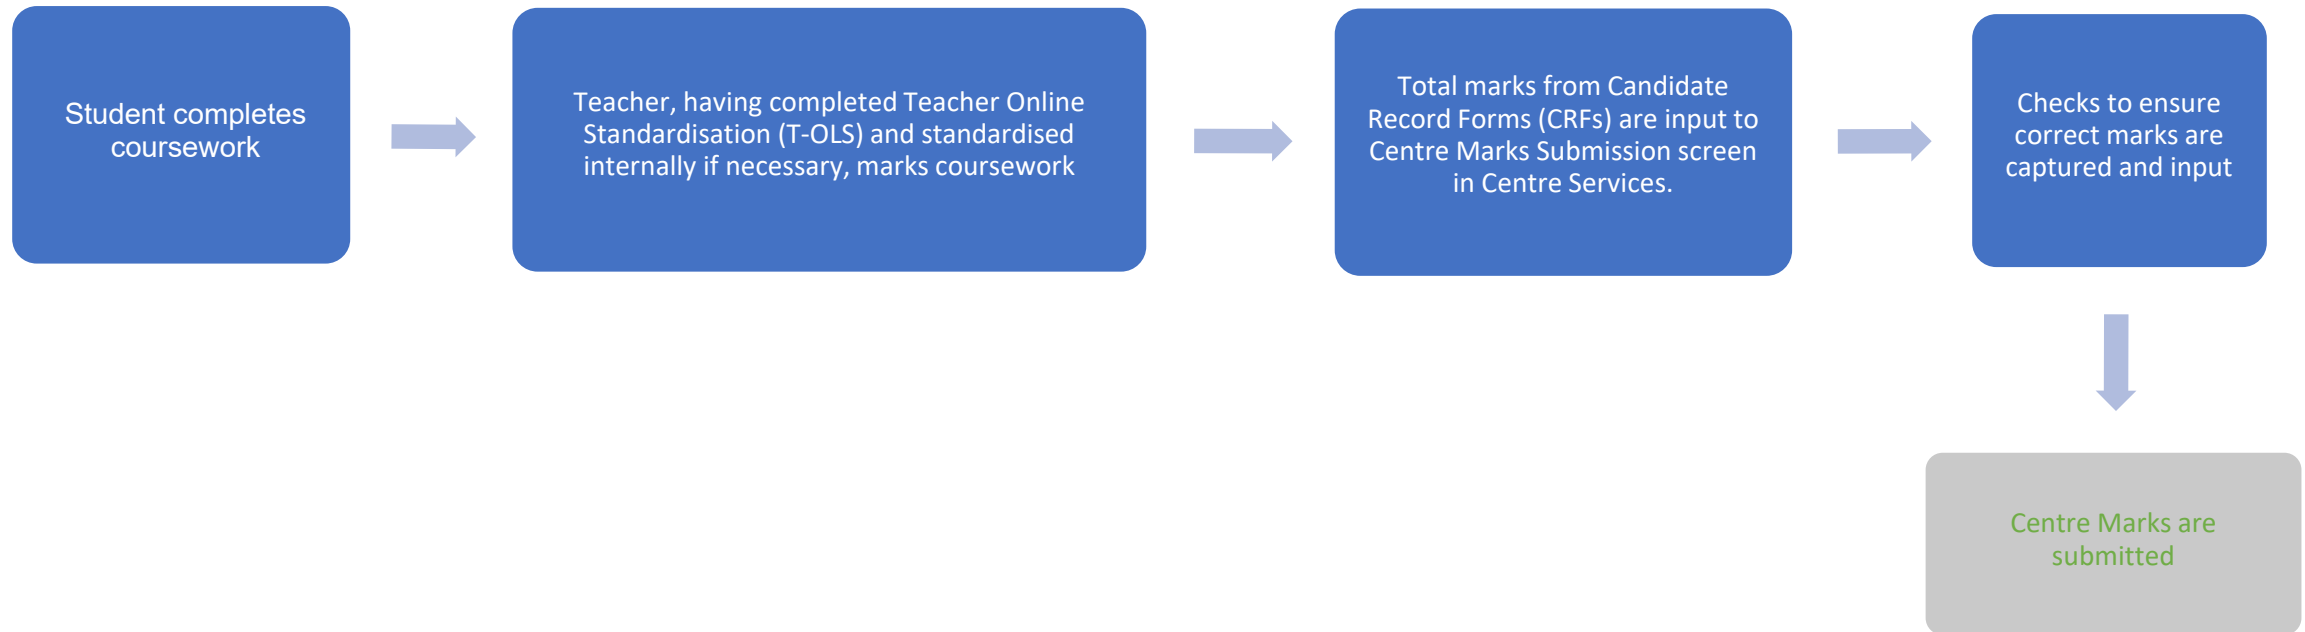 Student completes
coursework
Teacher, having completed Teacher Online
Standardisation (T-OLS) and standardised
internally if necessary, marks coursework
Total marks from Candidate
Record Forms (CRFs) are input to
Centre Marks Submission screen
in Centre Services.
Checks to ensure
correct marks are
captured and input
Centre Marks are
submitted